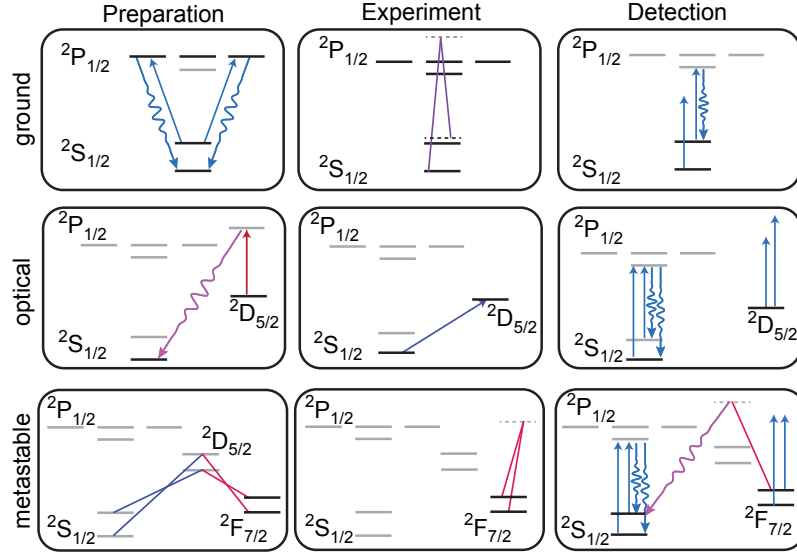 Preparation Experiment Detection
ground
²P₁/₂
²S₁/₂
²P₁/₂
²S₁/₂
²P₁/₂
²S₁/₂
optical
²P₁/₂
²D₅/₂
²S₁/₂
²P₁/₂
²D₅/₂
²S₁/₂
²P₁/₂
²D₅/₂
²S₁/₂
metastable
²P₁/₂
²D₅/₂
²S₁/₂
²F₇/₂
²P₁/₂
²S₁/₂
²F₇/₂
²P₁/₂
²S₁/₂
²F₇/₂